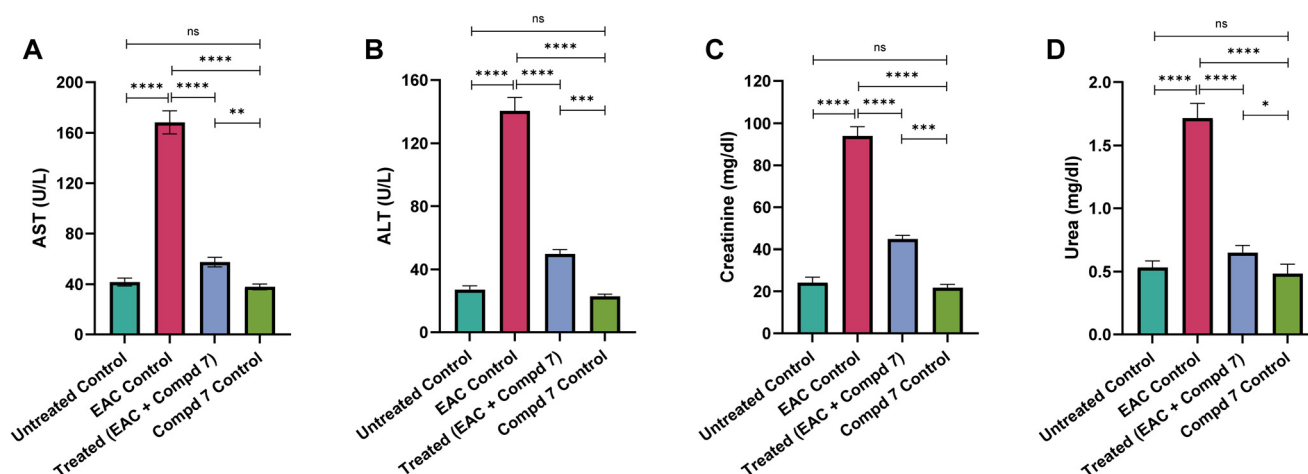 A
ns
****
**** ****
**
AST (U/L)
200
160
120
80
40
0
Untreated Control
EAC Control
Treated (EAC + Compd 7)
Compd 7 Control
B
ns
****
**** ****
***
ALT (U/L)
160
120
80
40
0
Untreated Control
EAC Control
Treated (EAC + Compd 7)
Compd 7 Control
C
ns
****
**** ****
***
Creatinine (mg/dl)
120
100
80
60
40
20
0
Untreated Control
EAC Control
Treated (EAC + Compd 7)
Compd 7 Control
D
ns
****
**** ****
*
Urea (mg/dl)
2.0
1.5
1.0
0.5
0.0
Untreated Control
EAC Control
Treated (EAC + Compd 7)
Compd 7 Control